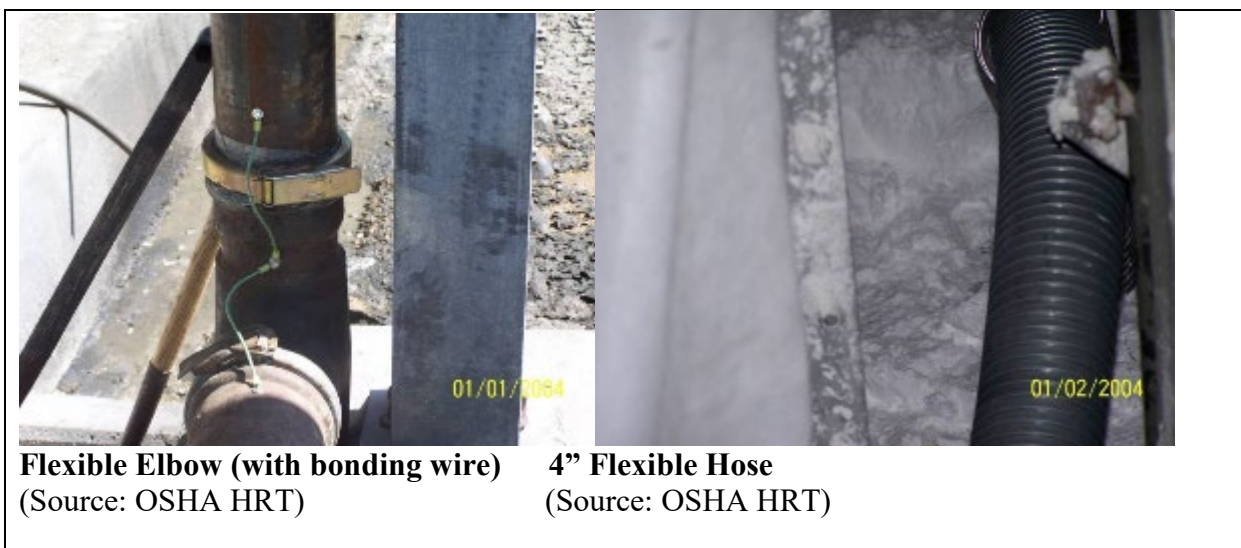 01/01/2004
01/02/2004
Flexible Elbow (with bonding wire) 4” Flexible Hose
(Source: OSHA HRT) (Source: OSHA HRT)